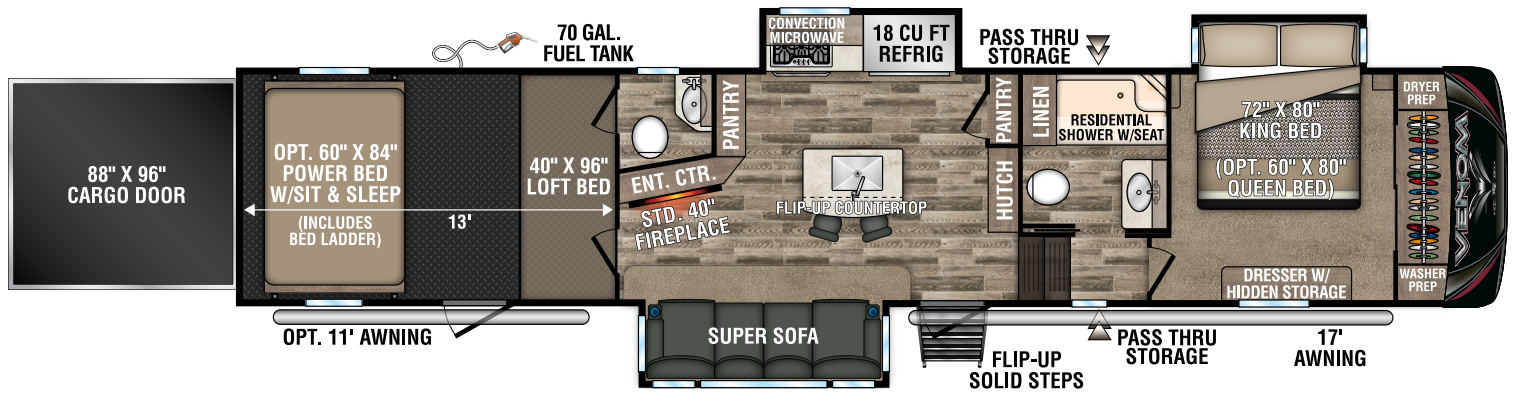 88" X 96"
CARGO DOOR
70 GAL.
FUEL TANK
OPT. 60" X 84"
POWER BED
W/SIT & SLEEP
(INCLUDES
BED LADDER)
13'
40" X 96"
LOFT BED
OPT. 11' AWNING
PANTRY
ENT. CTR.
STD. 40"
FIREPLACE
CONVECTION
MICROWAVE
18 CU FT
REFRIG
FLIP-UP COUNTERTOP
SUPER SOFA
PASS THRU
STORAGE
PANTRY
HUTCH
LINEN
RESIDENTIAL
SHOWER W/SEAT
FLIP-UP
SOLID STEPS
PASS THRU
STORAGE
72" X 80"
KING BED
(OPT. 60" X 80"
QUEEN BED)
DRESSER W/
HIDDEN STORAGE
17'
AWNING
DRYER
PREP
WASHER
PREP
VENOM